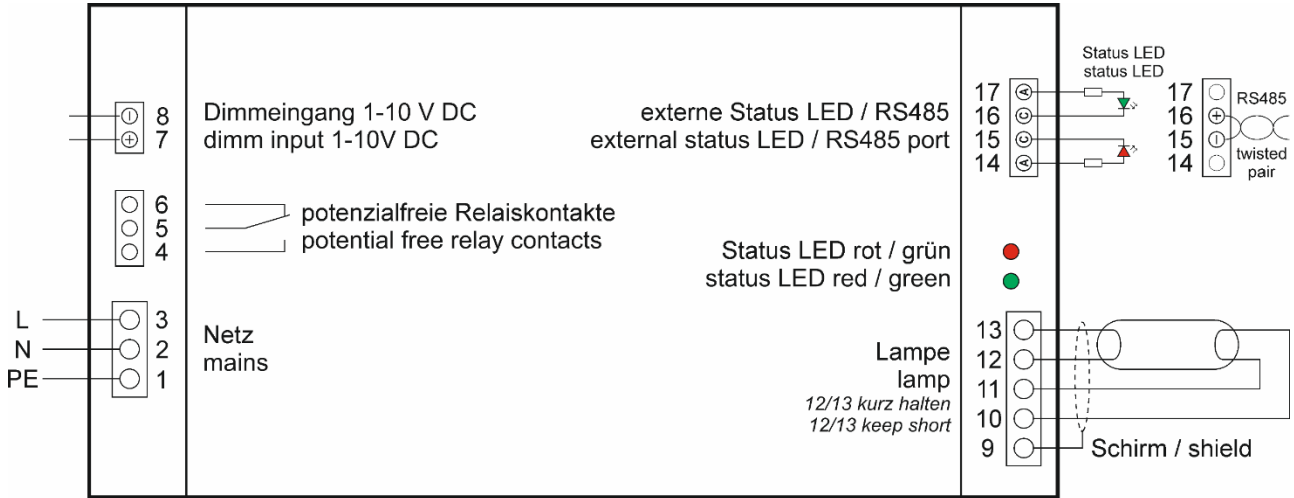 8
7
Dimmeingang 1-10 V DC
dimm input 1-10V DC
6
5
4
potenzialfreie Relaiskontakte
potential free relay contacts
L
N
PE
3
2
1
Netz
mains
externe Status LED / RS485
external status LED / RS485 port
17 A
16 C
15 C
14 A
Status LED
status LED
17
16 +
15 −
14
RS485
twisted
pair
Status LED rot / grün
status LED red / green
Lampe
lamp
12/13 kurz halten
12/13 keep short
13
12
11
10
9
Schirm / shield